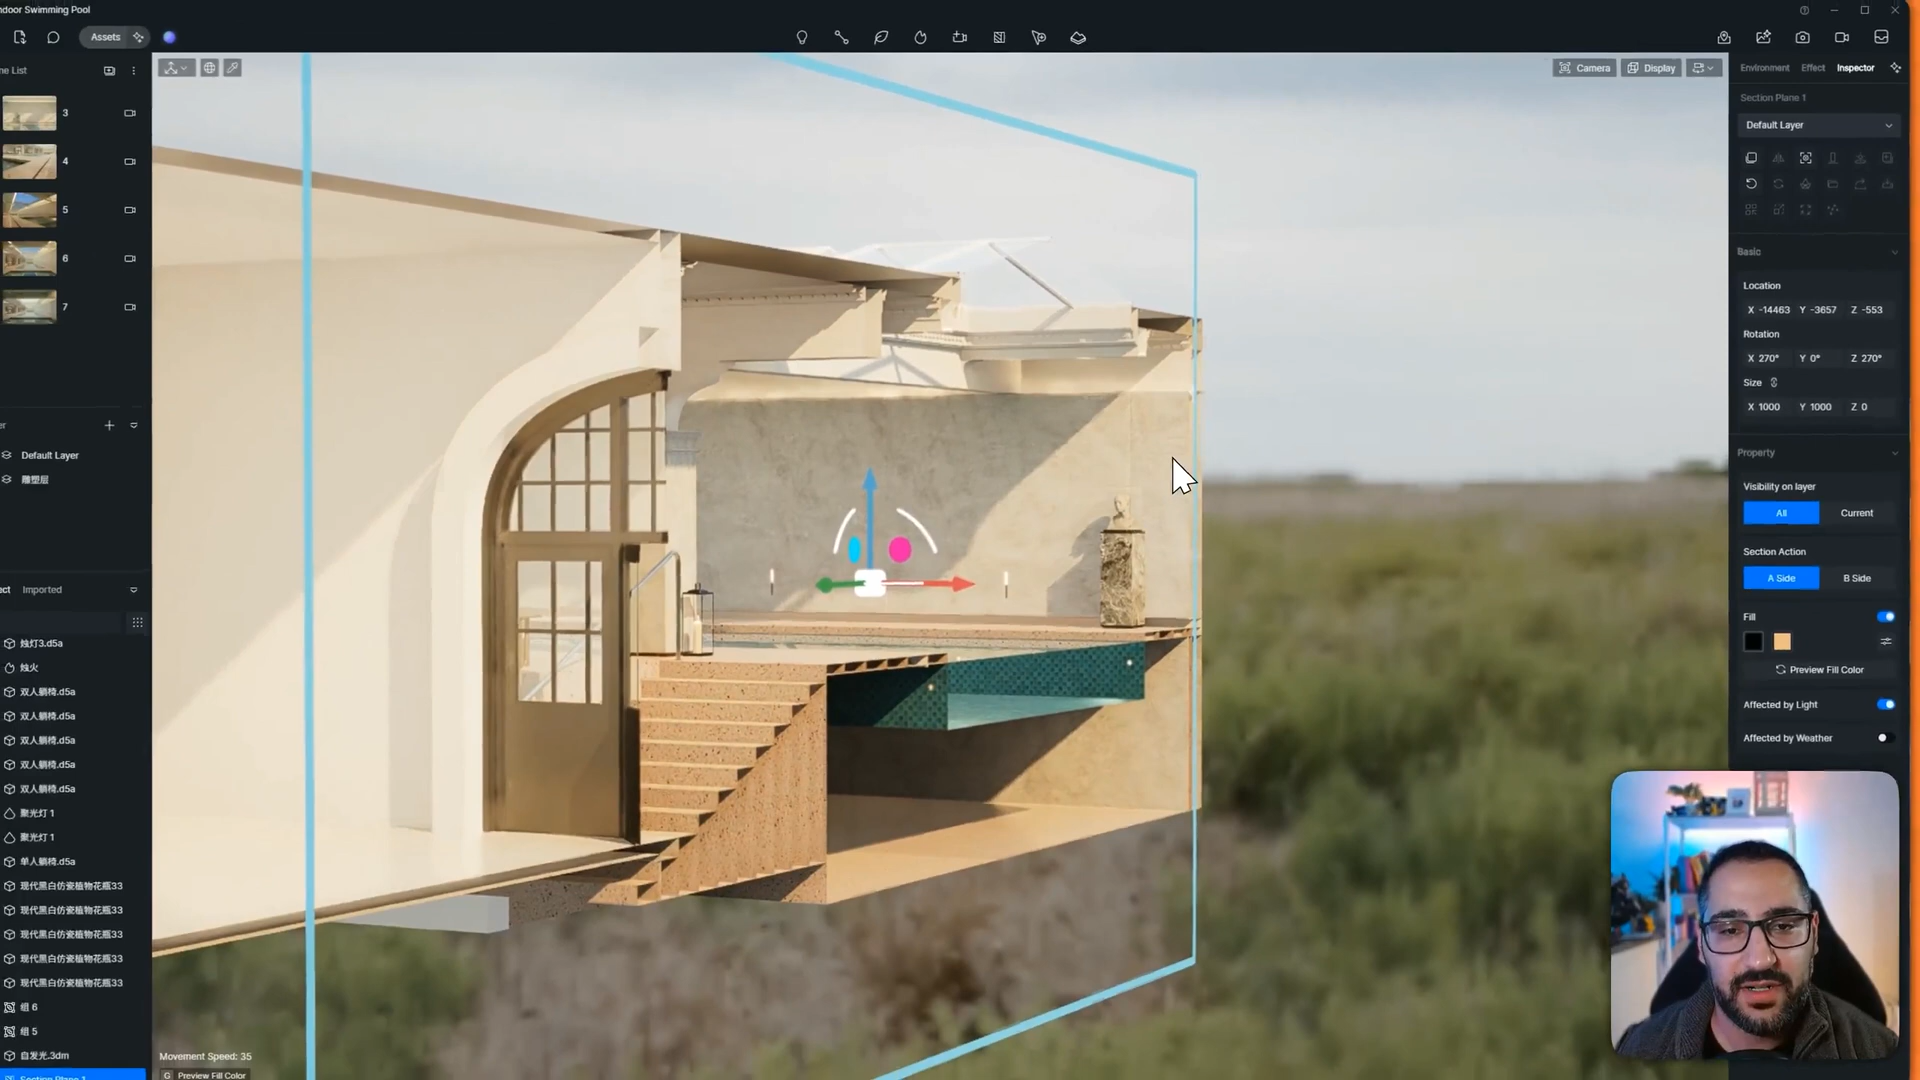 ndoor Swimming Pool
Assets
ne List
3
4
5
6
7
er
Default Layer
雕塑层
ect
Imported
烛灯3.d5a
烛火
双人躺椅.d5a
双人躺椅.d5a
双人躺椅.d5a
双人躺椅.d5a
双人躺椅.d5a
聚光灯 1
聚光灯 1
单人躺椅.d5a
现代黑白仿瓷植物花瓶33
现代黑白仿瓷植物花瓶33
现代黑白仿瓷植物花瓶33
现代黑白仿瓷植物花瓶33
现代黑白仿瓷植物花瓶33
组 6
组 5
自发光.3dm
Section Plane 1
Movement Speed: 35
G Preview Fill Color
Camera
Display
Environment
Effect
Inspector
Section Plane 1
Default Layer
Basic
Location
X -14463 Y -3657 Z -553
Rotation
X 270° Y 0° Z 270°
Size
X 1000 Y 1000 Z 0
Property
Visibility on layer
All
Current
Section Action
A Side
B Side
Fill
Preview Fill Color
Affected by Light
Affected by Weather